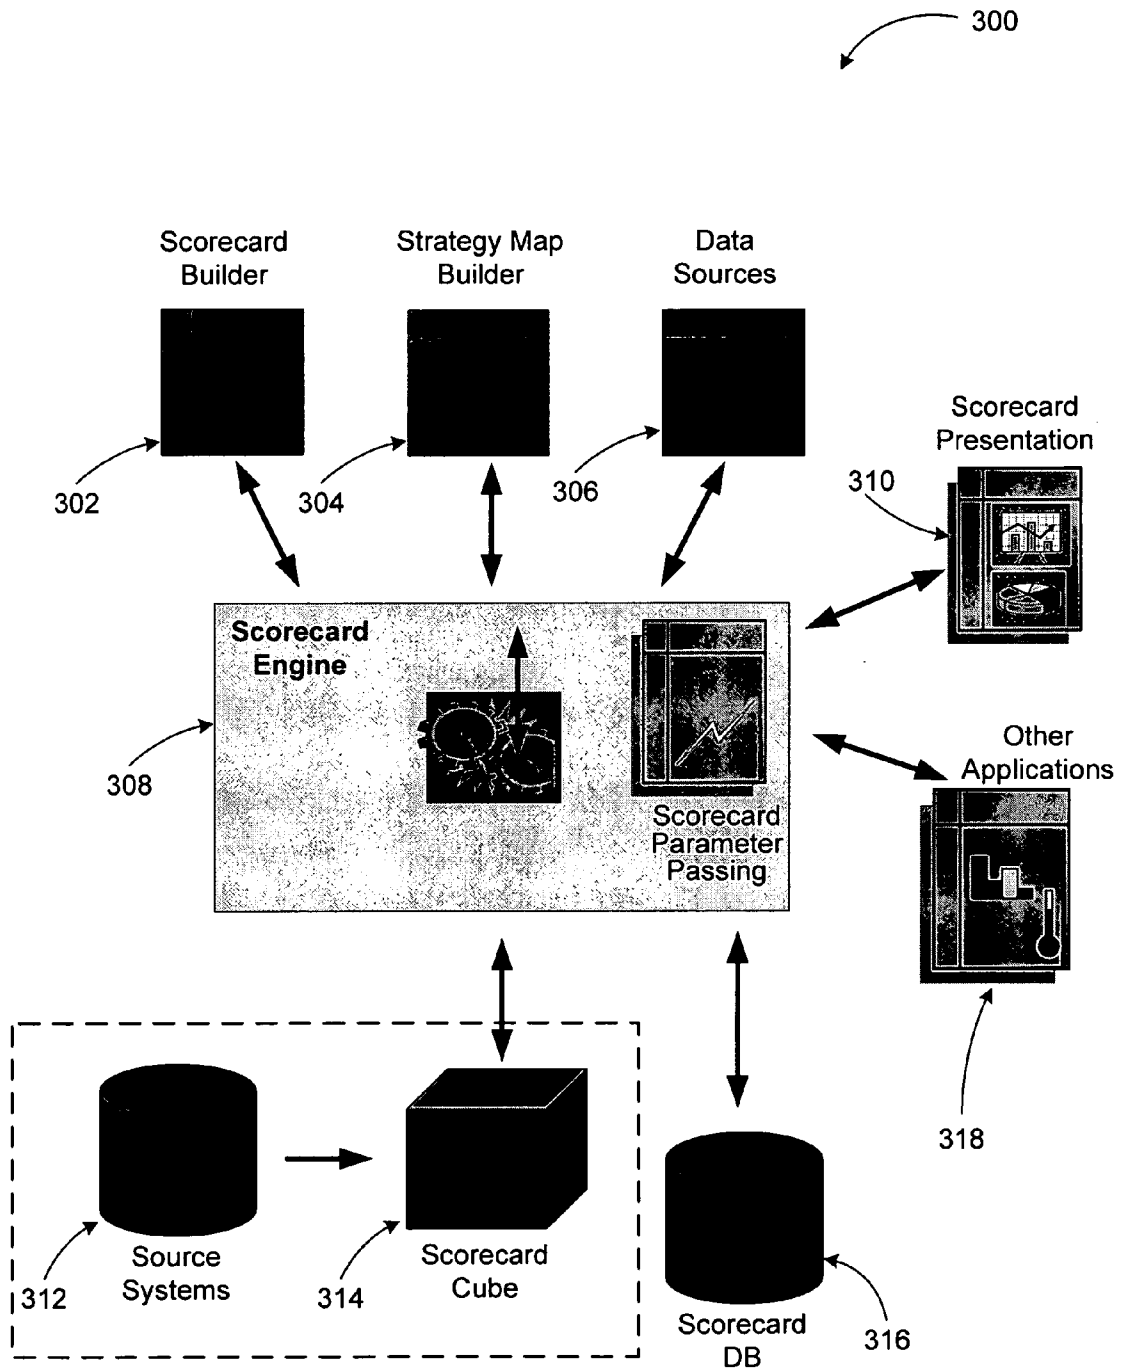 300
Scorecard
Builder
Strategy Map
Builder
Data
Sources
302
304
306
Scorecard
Presentation
310
Scorecard
Engine
308
Scorecard
Parameter
Passing
Other
Applications
318
Source
Systems
312
Scorecard
Cube
314
Scorecard
DB
316